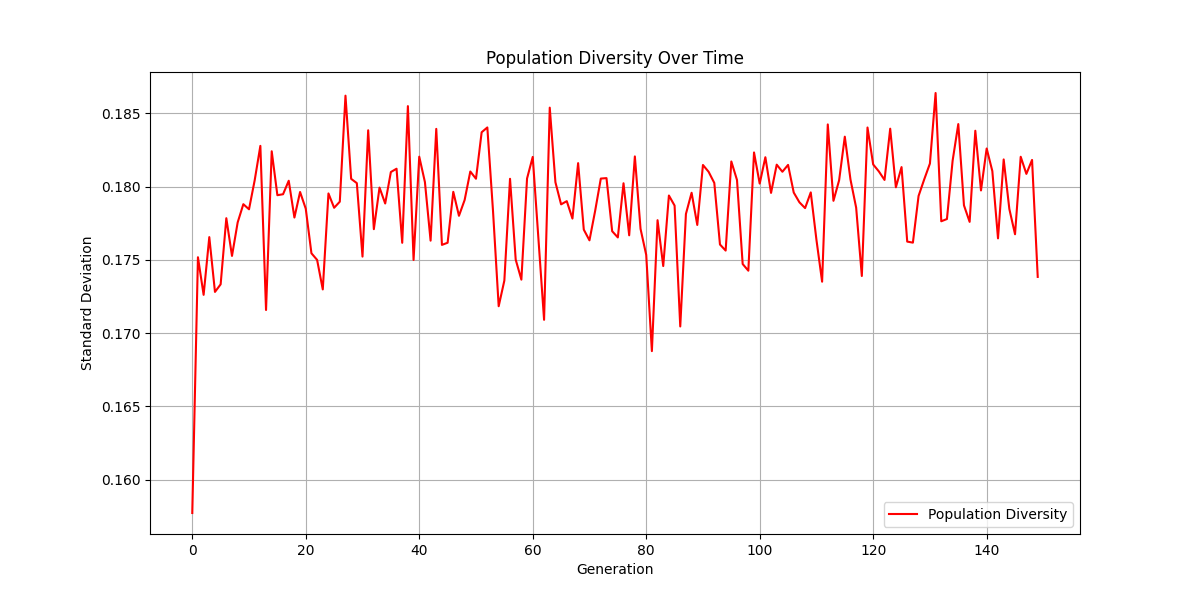 Population Diversity Over Time
0.185
0.180
0.175
0.170
0.165
0.160
Standard Deviation
Population Diversity
0 20 40 60 80 100 120 140
Generation